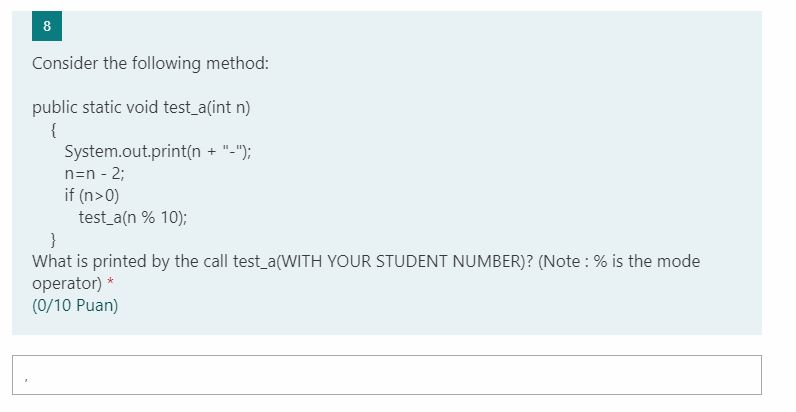 8
Consider the following method:
public static void test_a(int n)
{
System.out.print(n + "-");
n=n - 2;
if (n>0)
test_a(n % 10);
}
What is printed by the call test_a(WITH YOUR STUDENT NUMBER)? (Note : % is the mode
operator) *
(0/10 Puan)
,